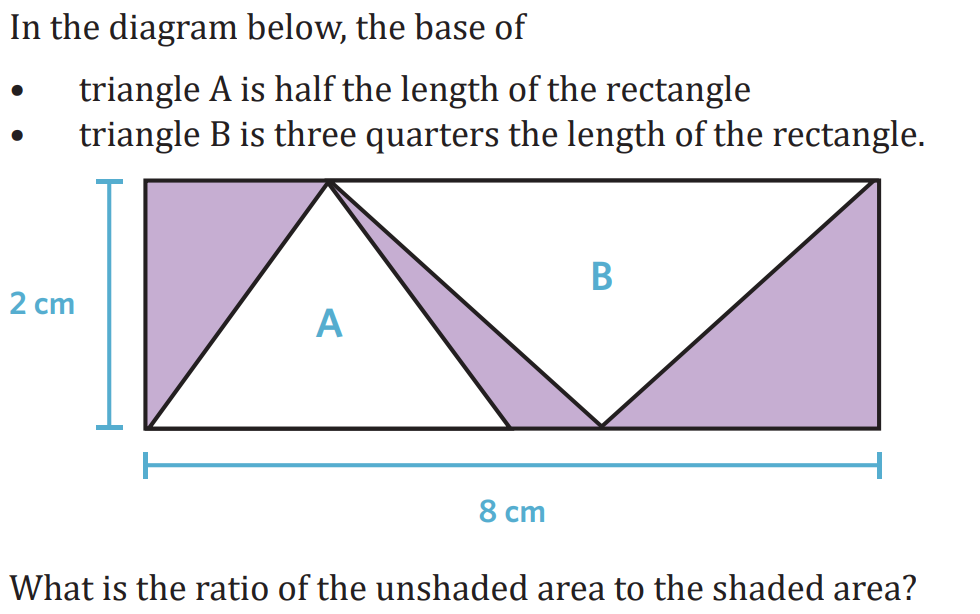 In the diagram below, the base of
• triangle A is half the length of the rectangle
• triangle B is three quarters the length of the rectangle.
B
2 cm
A
8 cm
What is the ratio of the unshaded area to the shaded area?